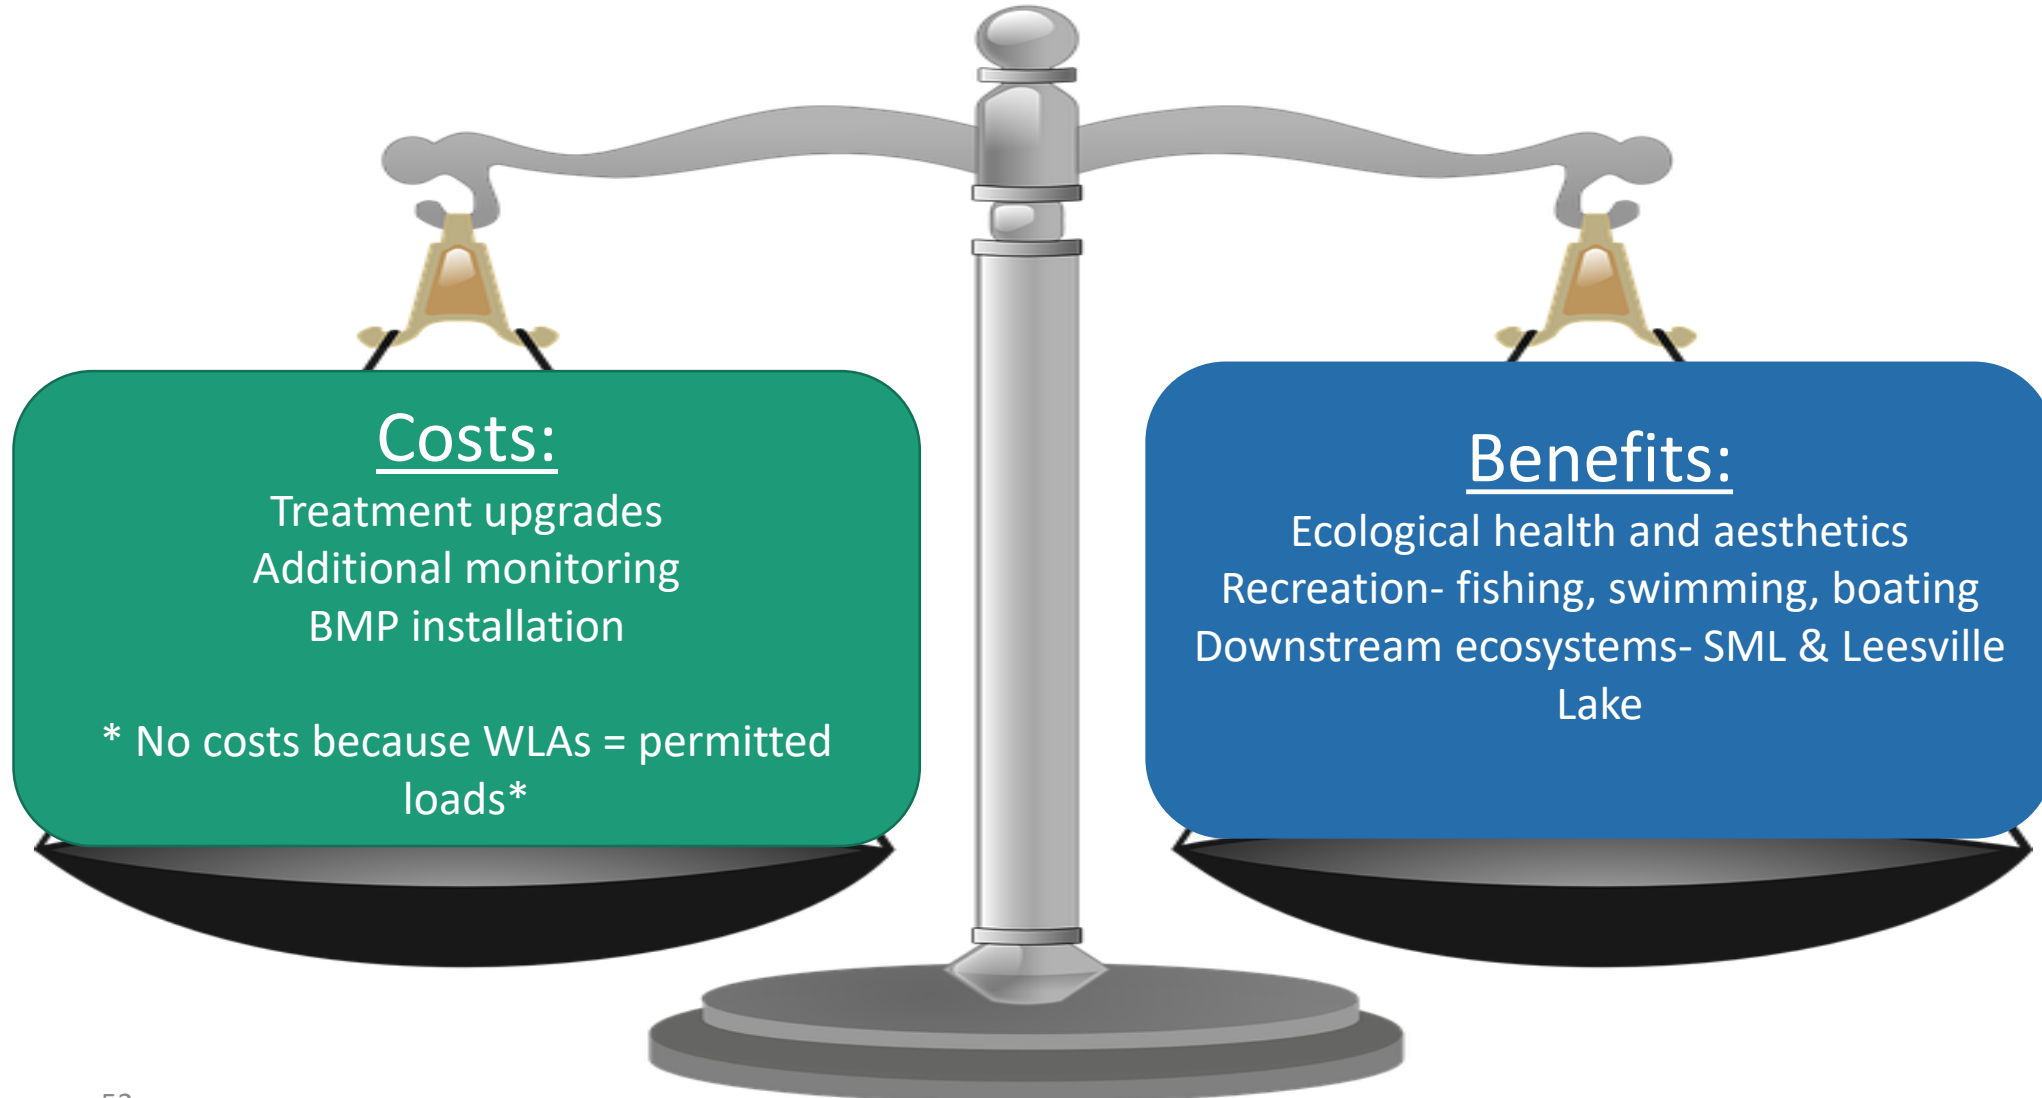 Costs:
Treatment upgrades
Additional monitoring
BMP installation
* No costs because WLAs = permitted
loads*
Benefits:
Ecological health and aesthetics
Recreation- fishing, swimming, boating
Downstream ecosystems- SML & Leesville
Lake